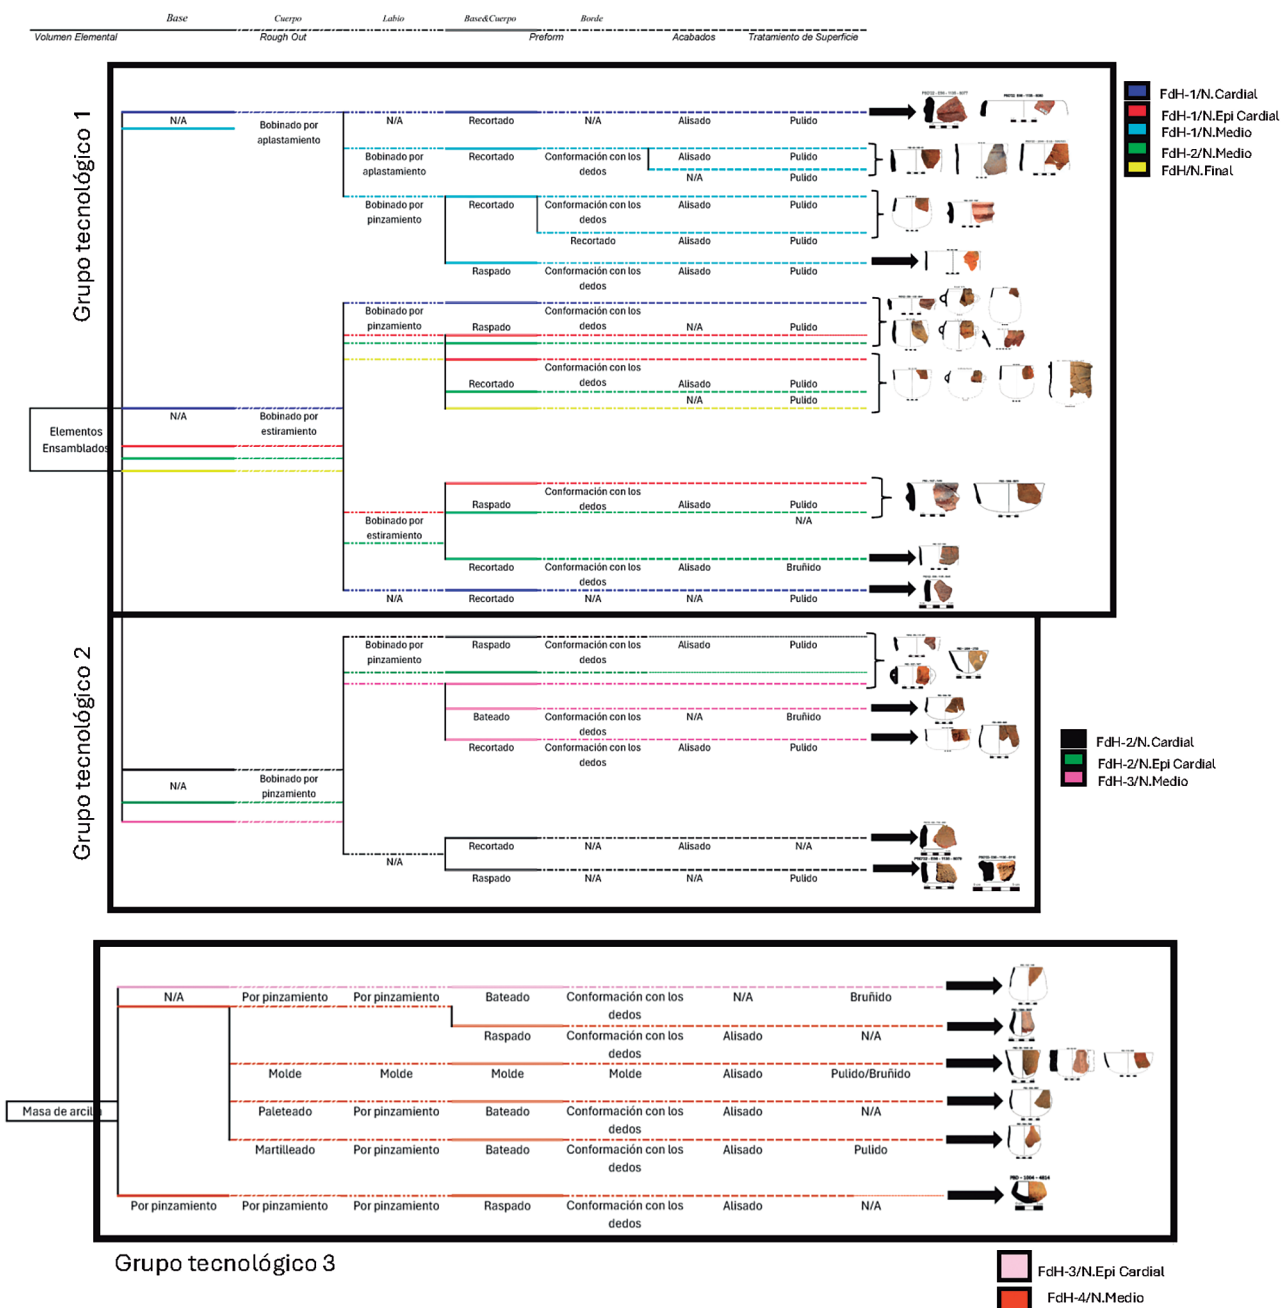 Base Cuerpo Labio Base&Cuerpo Borde
Volumen Elemental Rough Out Preform Acabados Tratamiento de Superficie
Grupo tecnológico 1
FdH-1/N.Cardial
FdH-1/N.Epi Cardial
FdH-1/N.Medio
FdH-2/N.Medio
FdH/N.Final
N/A Bobinado por N/A Recortado N/A Alisado Pulido
aplastamiento
Bobinado por Recortado Conformación con los Alisado Pulido
aplastamiento dedos N/A Pulido
Bobinado por Recortado Conformación con los Alisado Pulido
pinzamiento dedos
Recortado Alisado Pulido
Raspado Conformación con los Alisado Pulido
dedos
Bobinado por Conformación con los
pinzamiento Raspado dedos N/A Pulido
Conformación con los
Recortado dedos Alisado Pulido
N/A Pulido
N/A Bobinado por
estiramiento
Elementos
Ensamblados
Conformación con los
Raspado dedos Alisado Pulido
Bobinado por N/A
estiramiento
Recortado Conformación con los Alisado Bruñido
dedos
N/A Recortado N/A N/A Pulido
Grupo tecnológico 2
Bobinado por Raspado Conformación con los Alisado Pulido
pinzamiento dedos
Bateado Conformación con los N/A Bruñido
dedos
Recortado Conformación con los Alisado Pulido
dedos
FdH-2/N.Cardial
FdH-2/N.Epi Cardial
FdH-3/N.Medio
N/A Bobinado por
pinzamiento
Recortado N/A Alisado N/A
N/A
Raspado N/A N/A Pulido
N/A Por pinzamiento Por pinzamiento Bateado Conformación con los N/A Bruñido
dedos
Raspado Conformación con los Alisado N/A
dedos
Molde Molde Molde Molde Alisado Pulido/Bruñido
Masa de arcilla
Paleteado Por pinzamiento Bateado Conformación con los Alisado N/A
dedos
Martilleado Por pinzamiento Bateado Conformación con los Alisado Pulido
dedos
PRD - 1004 - 4014
Por pinzamiento Por pinzamiento Por pinzamiento Raspado Conformación con los Alisado N/A
dedos
Grupo tecnológico 3
FdH-3/N.Epi Cardial
FdH-4/N.Medio